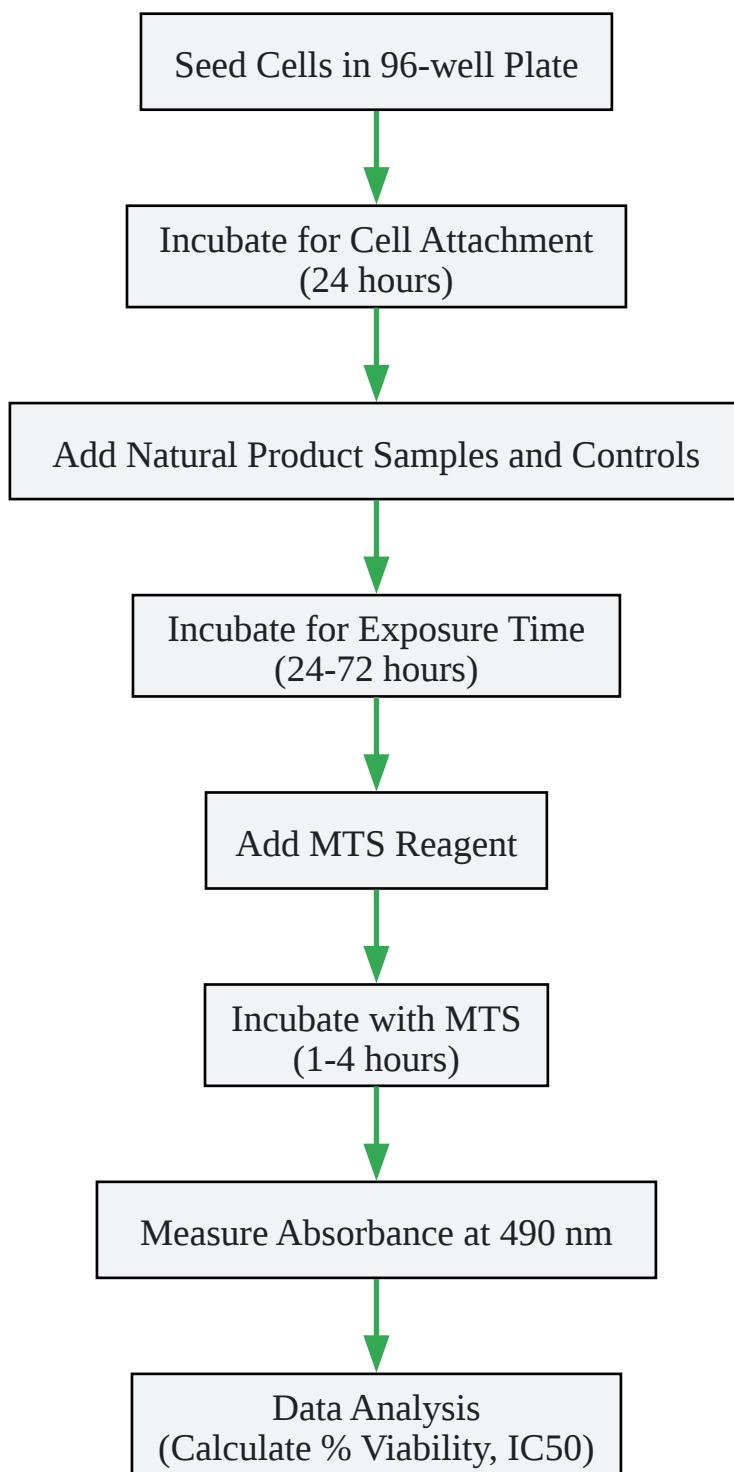 Seed Cells in 96-well Plate
Incubate for Cell Attachment
(24 hours)
Add Natural Product Samples and Controls
Incubate for Exposure Time
(24-72 hours)
Add MTS Reagent
Incubate with MTS
(1-4 hours)
Measure Absorbance at 490 nm
Data Analysis
(Calculate % Viability, IC50)